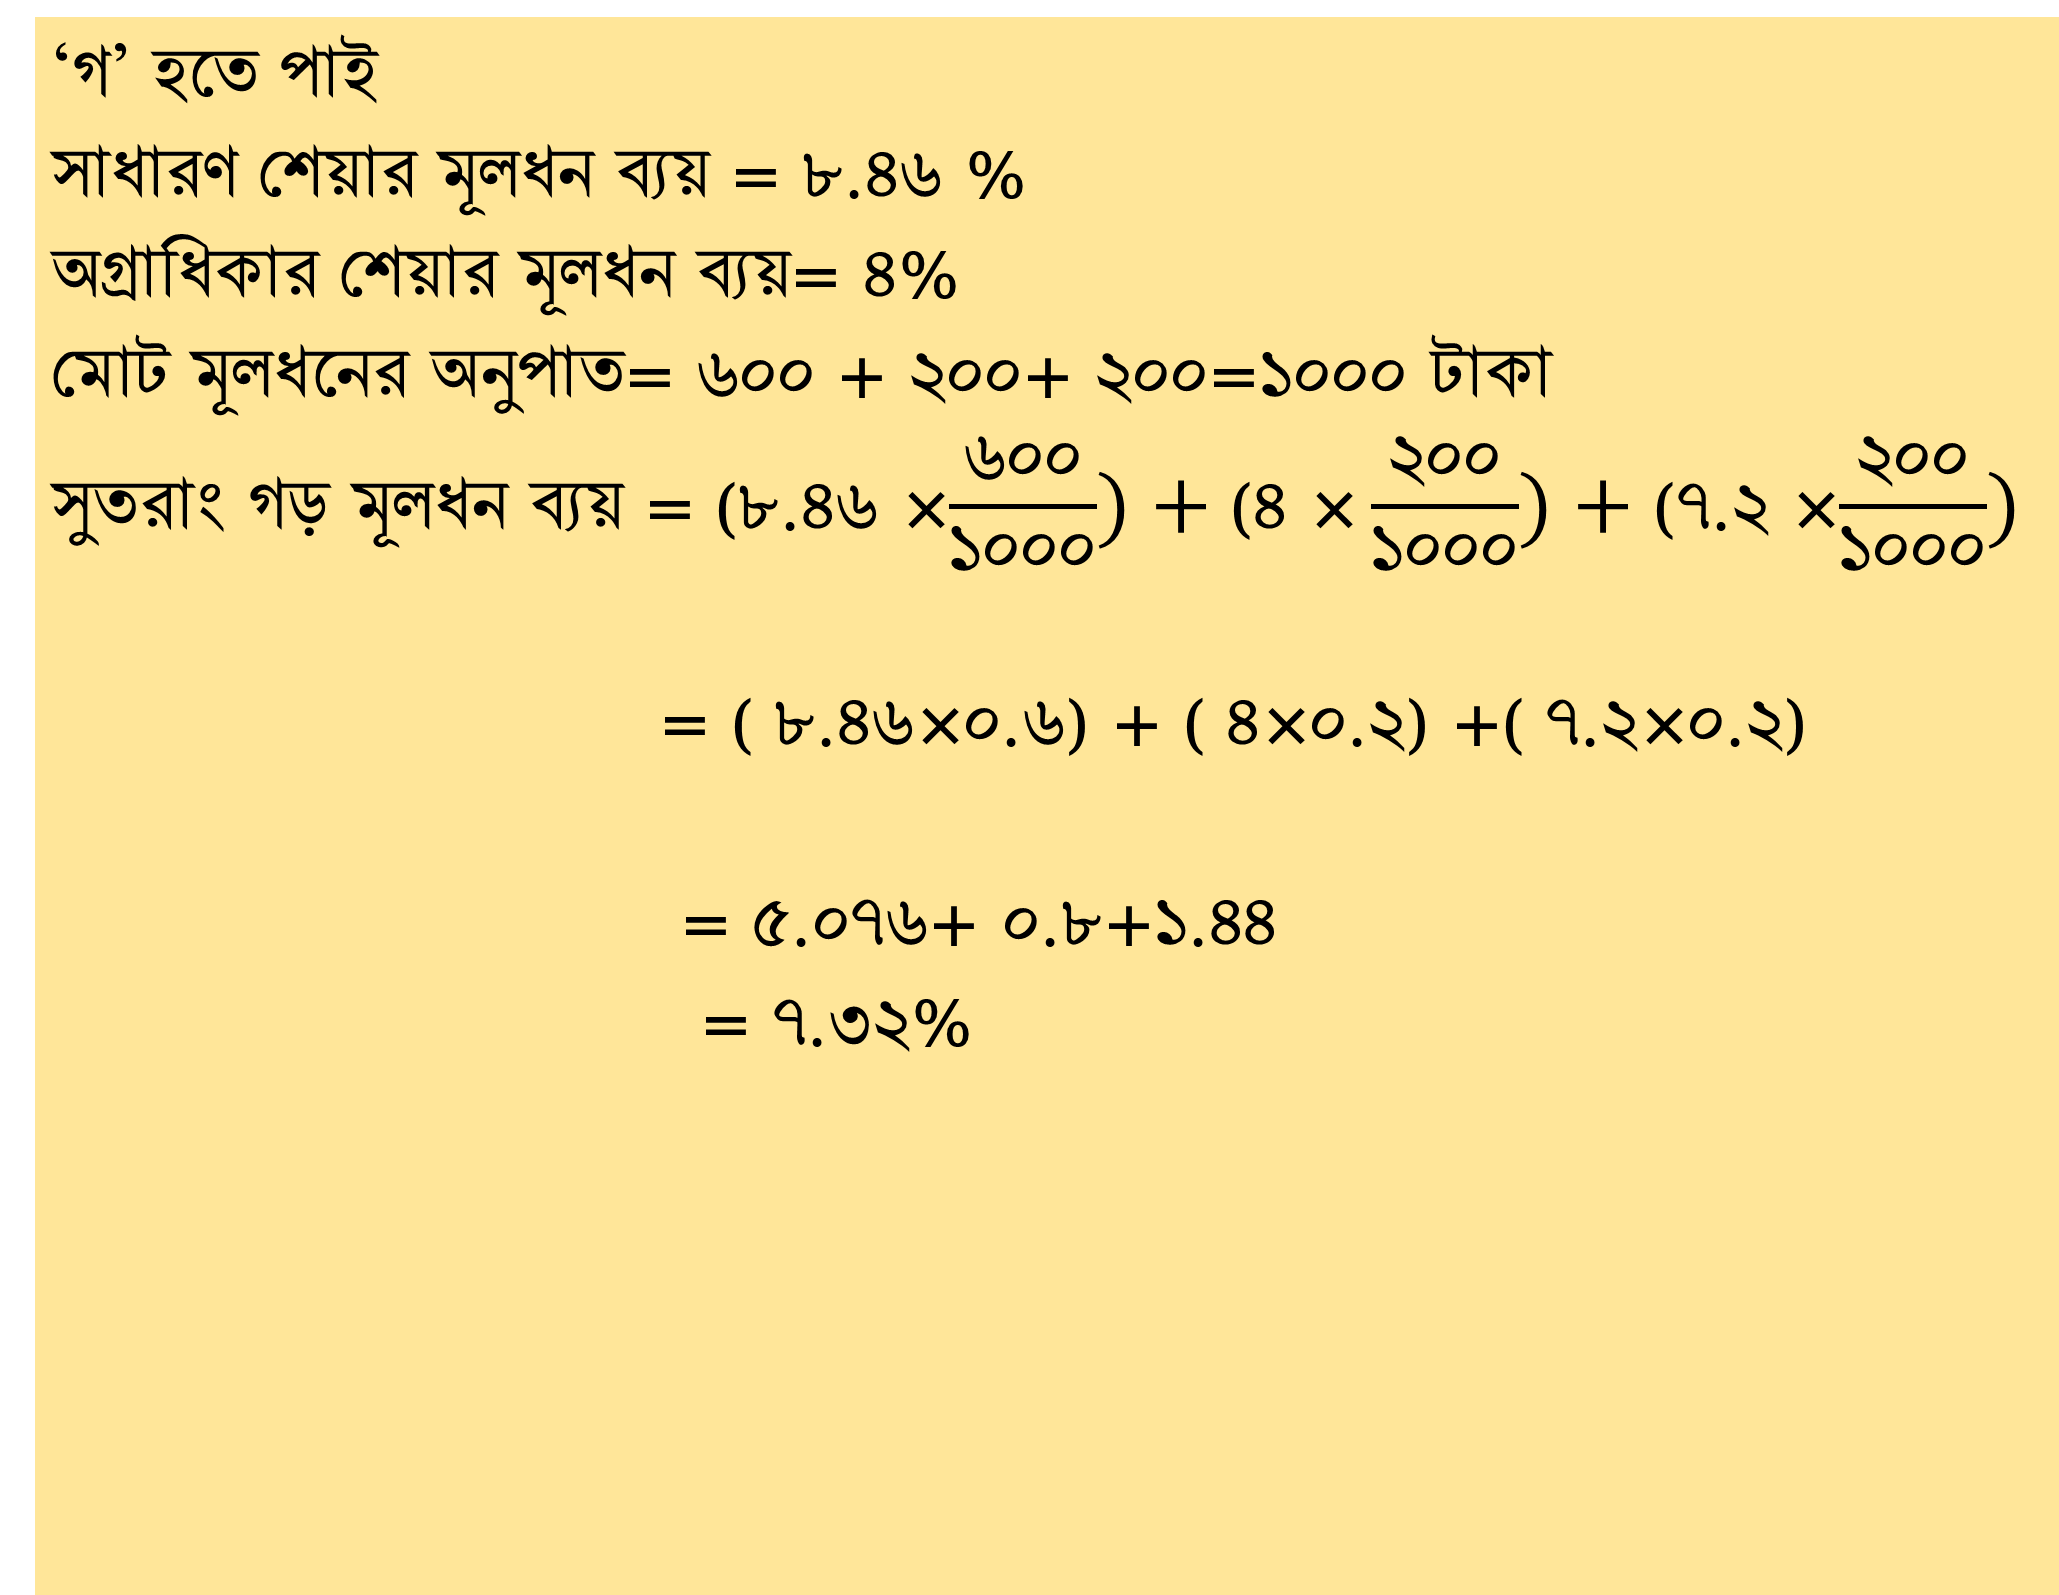 ‘গ’ হতে পাই
সাধারণ শেয়ার মূলধন ব্যয় = ৮.৪৬ %
অগ্রাধিকার শেয়ার মূলধন ব্যয়= ৪%
মোট মূলধনের অনুপাত= ৬০০ + ২০০+ ২০০=১০০০ টাকা
সুতরাং গড় মূলধন ব্যয় = (৮.৪৬ ×৬০০/১০০০) + (৪ × ২০০/১০০০) + (৭.২ ×২০০/১০০০)
= ( ৮.৪৬×০.৬) + ( ৪×০.২) +( ৭.২×০.২)
= ৫.০৭৬+ ০.৮+১.৪৪
= ৭.৩২%